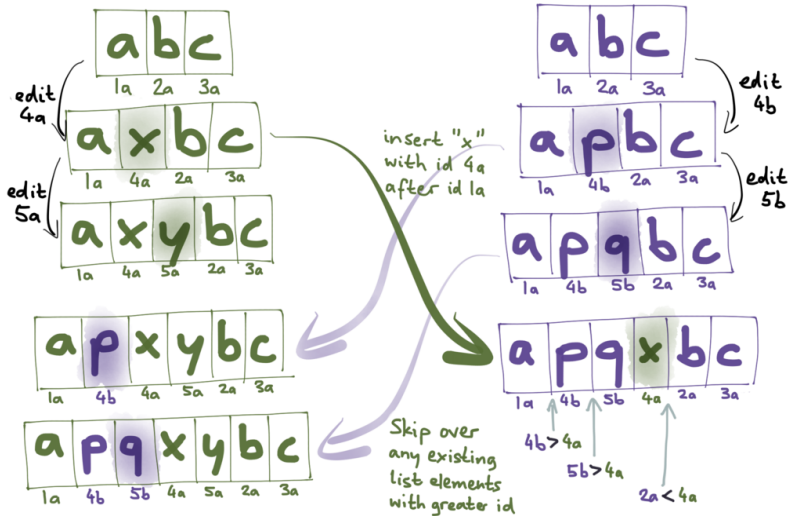 a b c
1a 2a 3a
edit 4a
a x b c
1a 4a 2a 3a
edit 5a
a x y b c
1a 4a 5a 2a 3a
a p x y b c
1a 4b 4a 5a 2a 3a
a p q x y b c
1a 4b 5b 4a 5a 2a 3a
insert "x"
with id 4a
after id 1a
Skip over
any existing
list elements
with greater id
a b c
1a 2a 3a
edit
4b
a p b c
1a 4b 2a 3a
edit
5b
a p q b c
1a 4b 5b 2a 3a
a p q x b c
1a 4b 5b 4a 2a 3a
4b>4a
5b>4a
2a<4a